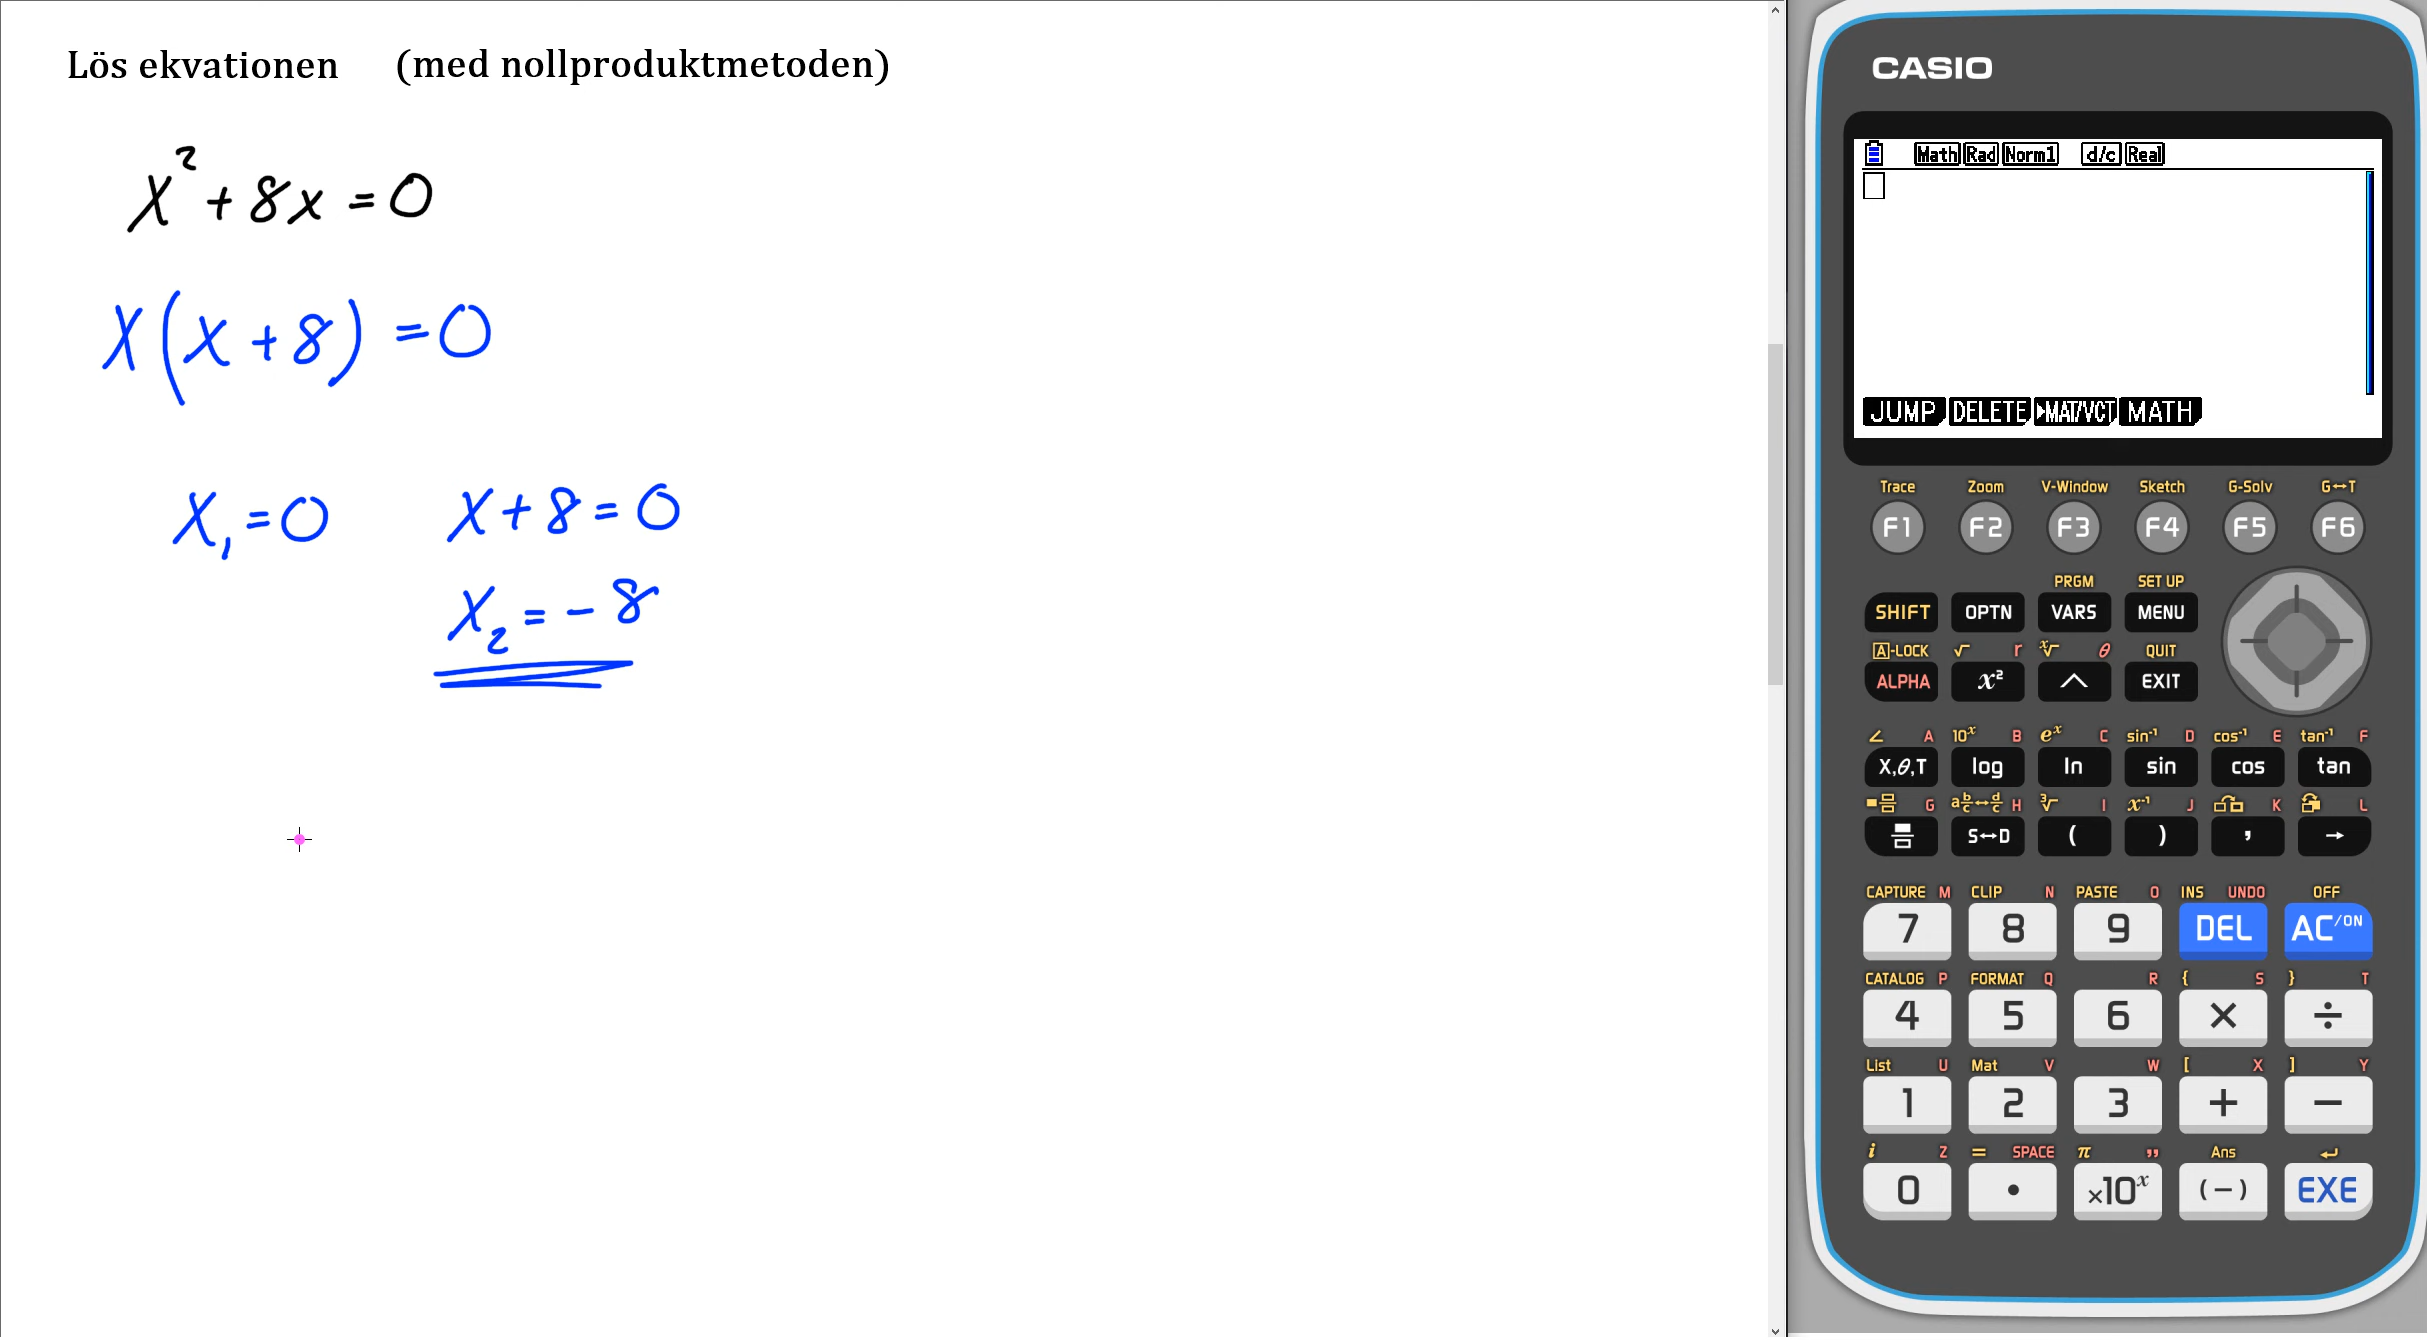 Lös ekvationen (med nollproduktmetoden)
x² + 8x = 0
x(x + 8) = 0
x₁ = 0 x + 8 = 0
x₂ = - 8
CASIO
Math Rad Norm1 d/c Real
JUMP DELETE ▸MAT/VCT MATH
Trace Zoom V-Window Sketch G-Solv G↔T
F1 F2 F3 F4 F5 F6
PRGM SET UP
SHIFT OPTN VARS MENU
A-LOCK √ r ˣ√ θ QUIT
ALPHA x² ^ EXIT
∠ A 10ˣ B eˣ C sin⁻¹ D cos⁻¹ E tan⁻¹ F
X,θ,T log ln sin cos tan
G a b/c↔d/c H ³√ I x⁻¹ J K L
S↔D ( ) , →
CAPTURE M CLIP N PASTE O INS UNDO OFF
7 8 9 DEL AC/ON
CATALOG P FORMAT Q R { S } T
4 5 6 × ÷
List U Mat V W [ X ] Y
1 2 3 + −
i Z = SPACE π " Ans ↵
0 • ×10ˣ (−) EXE